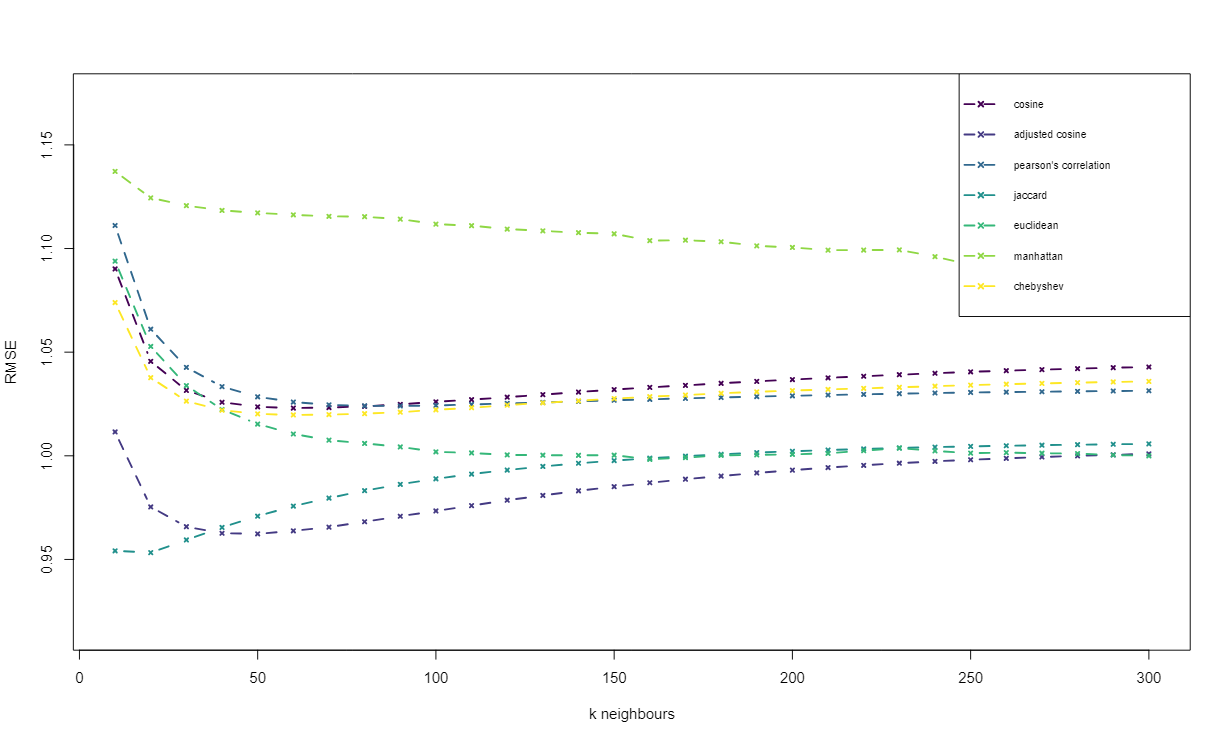 cosine
adjusted cosine
pearson's correlation
jaccard
euclidean
manhattan
chebyshev
RMSE
1.15
1.10
1.05
1.00
0.95
0 50 100 150 200 250 300
k neighbours